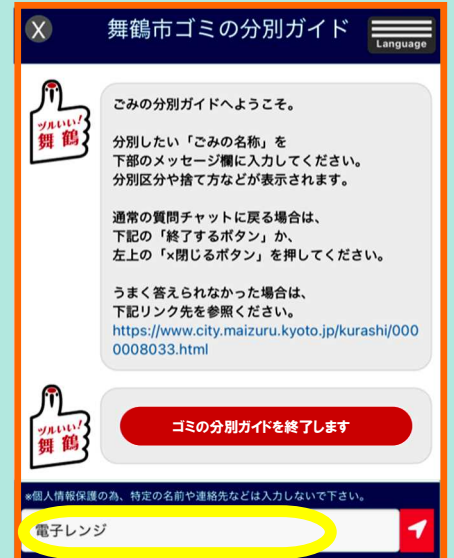 X
舞鶴市ゴミの分別ガイド
Language
ツルいい!
舞鶴
ごみの分別ガイドへようこそ。
分別したい「ごみの名称」を
下部のメッセージ欄に入力してください。
分別区分や捨て方などが表示されます。
通常の質問チャットに戻る場合は、
下記の「終了するボタン」か、
左上の「×閉じるボタン」を押してください。
うまく答えられなかった場合は、
下記リンク先を参照ください。
https://www.city.maizuru.kyoto.jp/kurashi/000
0008033.html
ツルいい!
舞鶴
ゴミの分別ガイドを終了します
※個人情報保護の為、特定の名前や連絡先などは入力しないで下さい。
電子レンジ